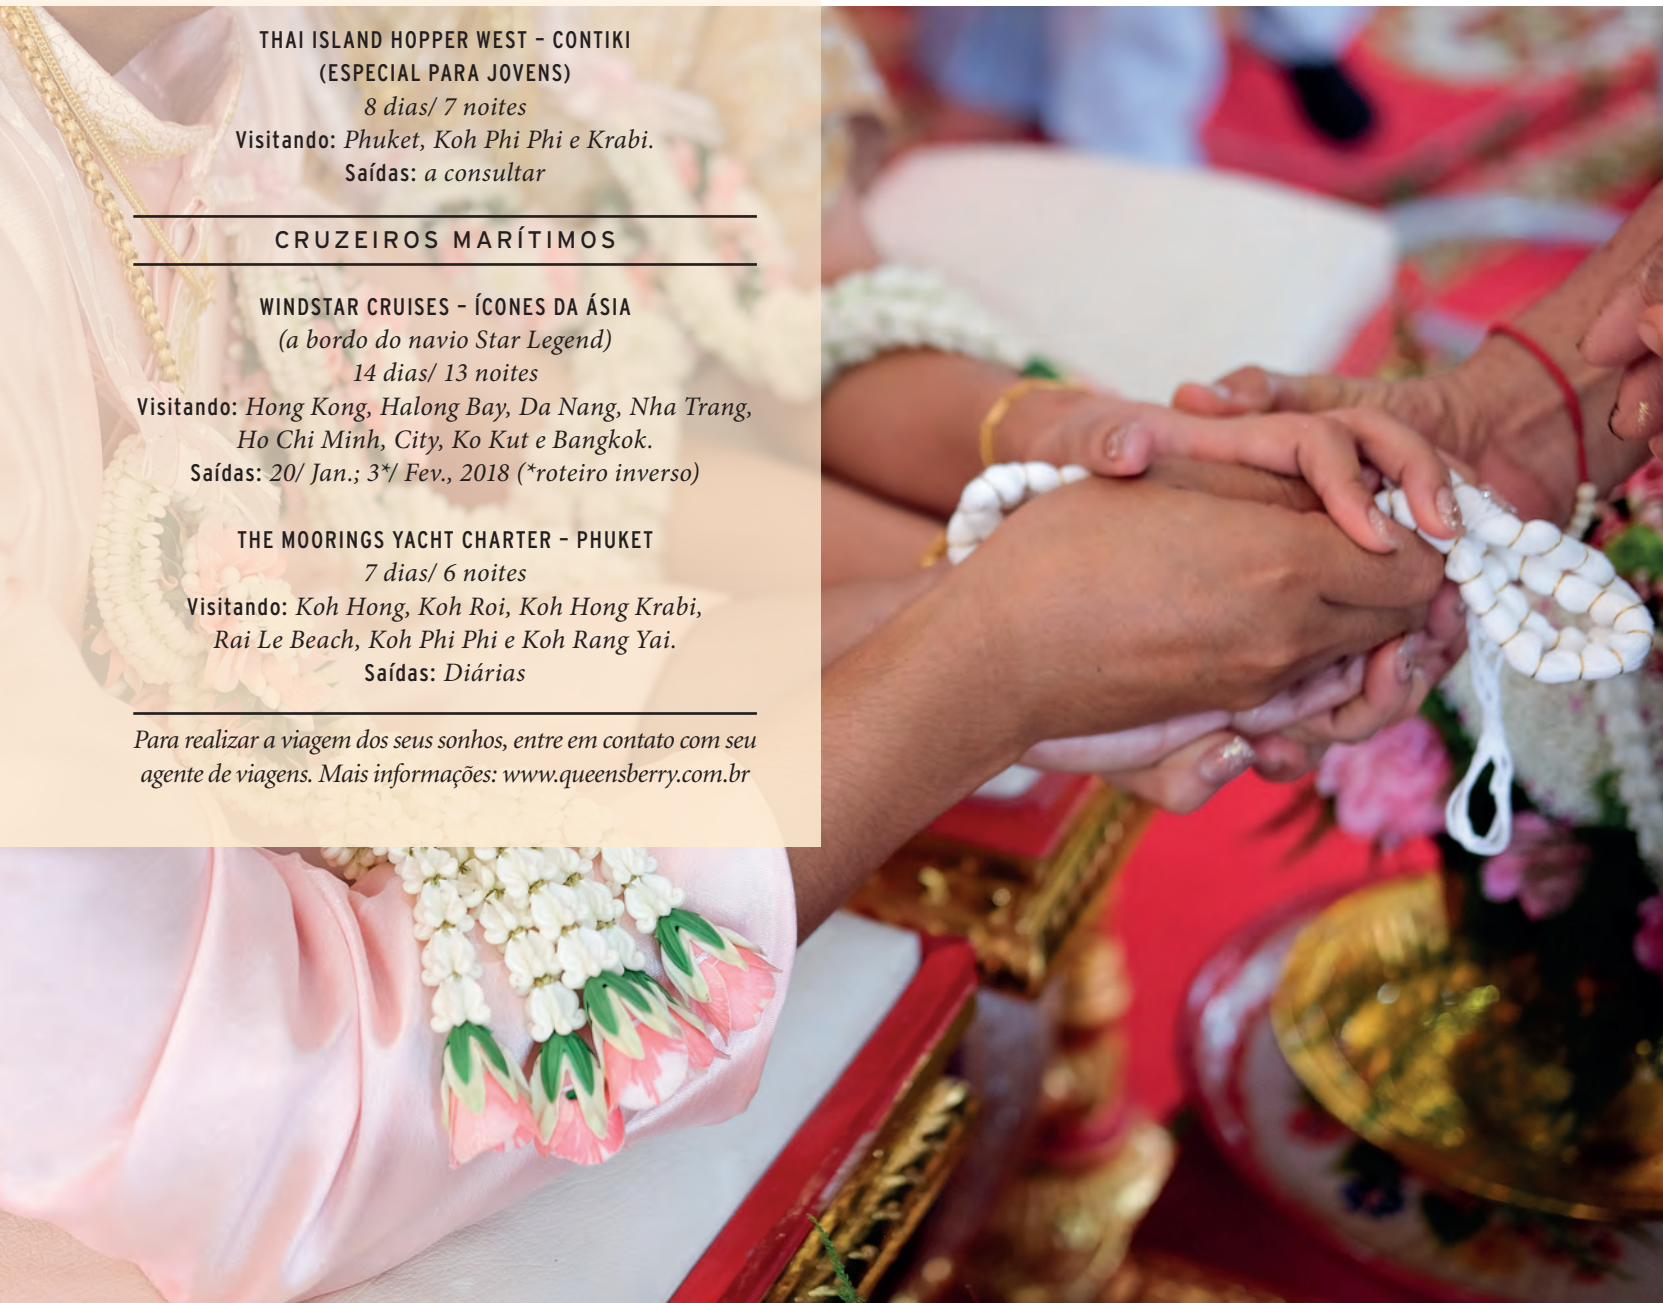 THAI ISLAND HOPPER WEST – CONTIKI
(ESPECIAL PARA JOVENS)
8 dias/ 7 noites
Visitando: Phuket, Koh Phi Phi e Krabi.
Saídas: a consultar
CRUZEIROS MARÍTIMOS
WINDSTAR CRUISES – ÍCONES DA ÁSIA
(a bordo do navio Star Legend)
14 dias/ 13 noites
Visitando: Hong Kong, Halong Bay, Da Nang, Nha Trang,
Ho Chi Minh, City, Ko Kut e Bangkok.
Saídas: 20/ Jan.; 3*/ Fev., 2018 (*roteiro inverso)
THE MOORINGS YACHT CHARTER – PHUKET
7 dias/ 6 noites
Visitando: Koh Hong, Koh Roi, Koh Hong Krabi,
Rai Le Beach, Koh Phi Phi e Koh Rang Yai.
Saídas: Diárias
Para realizar a viagem dos seus sonhos, entre em contato com seu
agente de viagens. Mais informações: www.queensberry.com.br